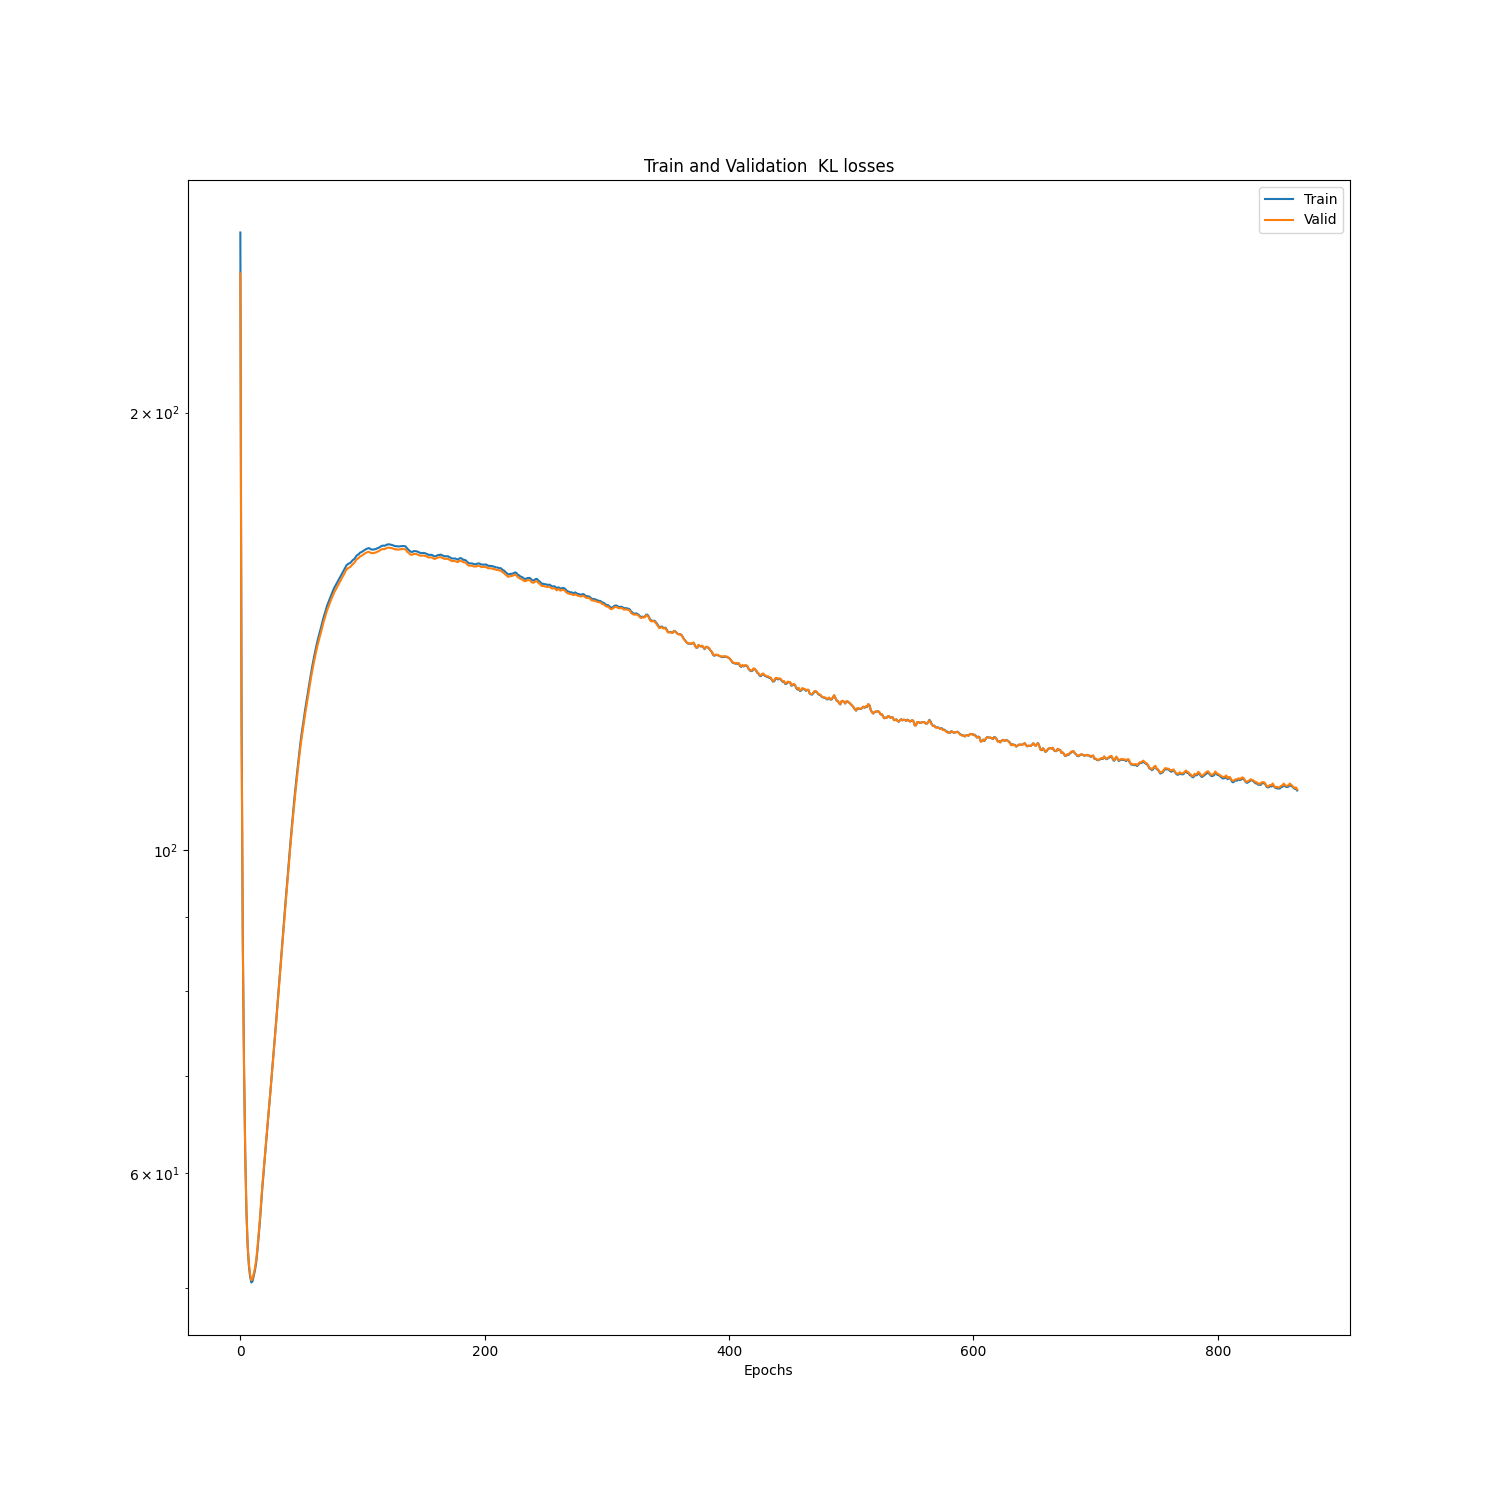 Train and Validation  KL losses
Train
Valid
2 × 10²
10²
6 × 10¹
0 200 400 600 800
Epochs